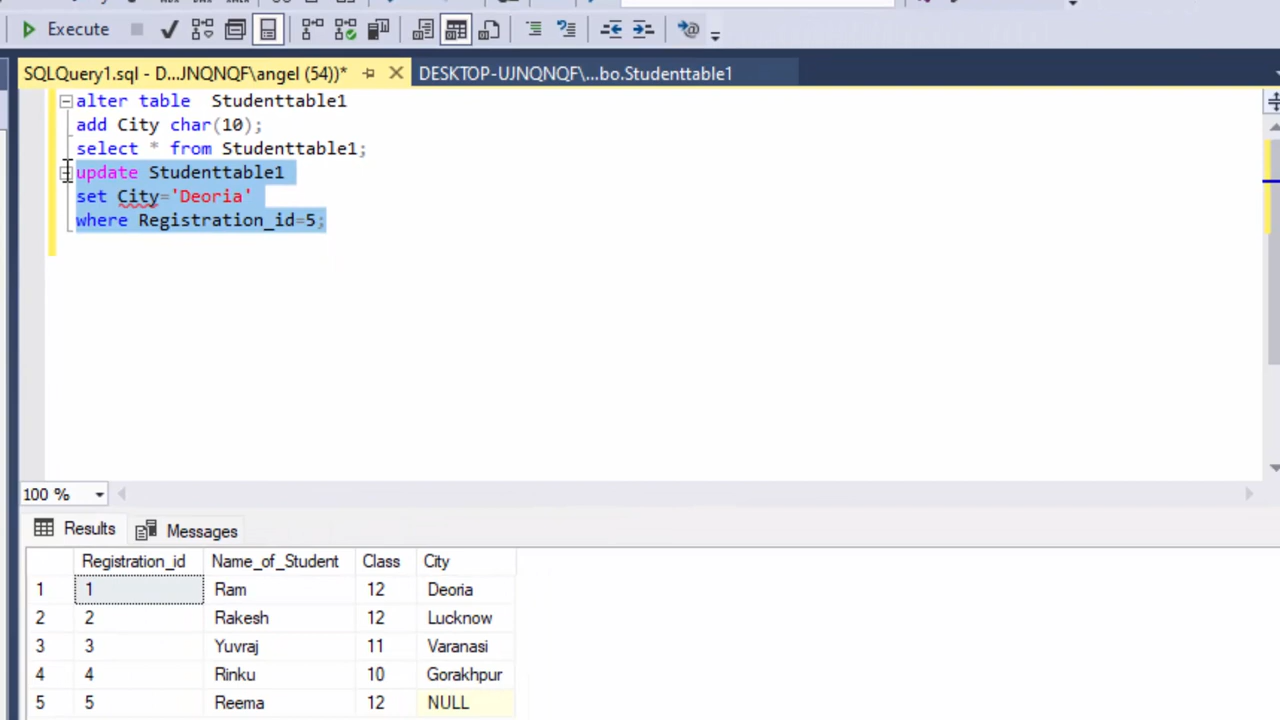 Execute
SQLQuery1.sql - D...JNQNQF\angel (54))*
DESKTOP-UJNQNQF\...bo.Studenttable1
alter table Studenttable1
add City char(10);
select * from Studenttable1;
update Studenttable1
set City='Deoria'
where Registration_id=5;
100 %
Results
Messages
Registration_id Name_of_Student Class City
1 1 Ram 12 Deoria
2 2 Rakesh 12 Lucknow
3 3 Yuvraj 11 Varanasi
4 4 Rinku 10 Gorakhpur
5 5 Reema 12 NULL